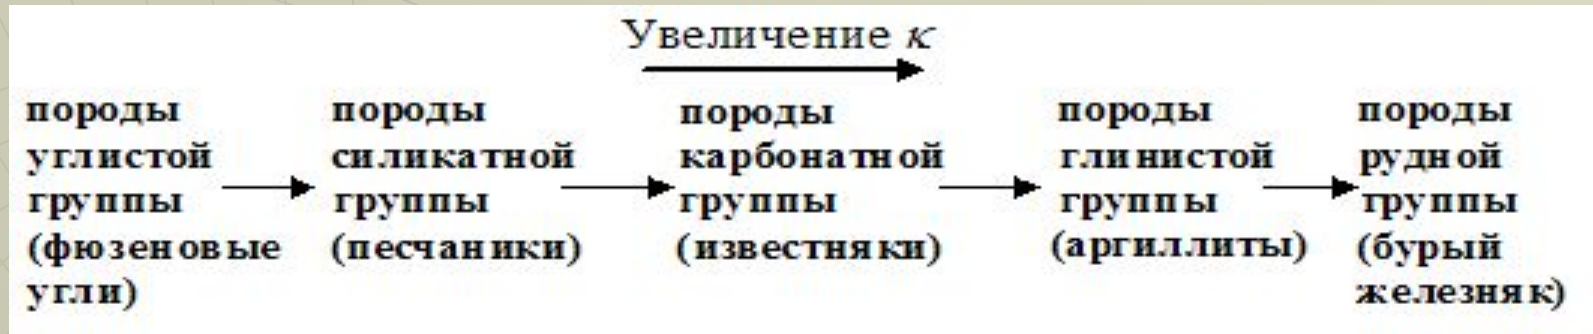 Увеличение κ
породы
углистой
группы
(фюзеновые
угли)
породы
силикатной
группы
(песчаники)
породы
карбонатной
группы
(известняки)
породы
глинистой
группы
(аргиллиты)
породы
рудной
группы
(бурый
железняк)